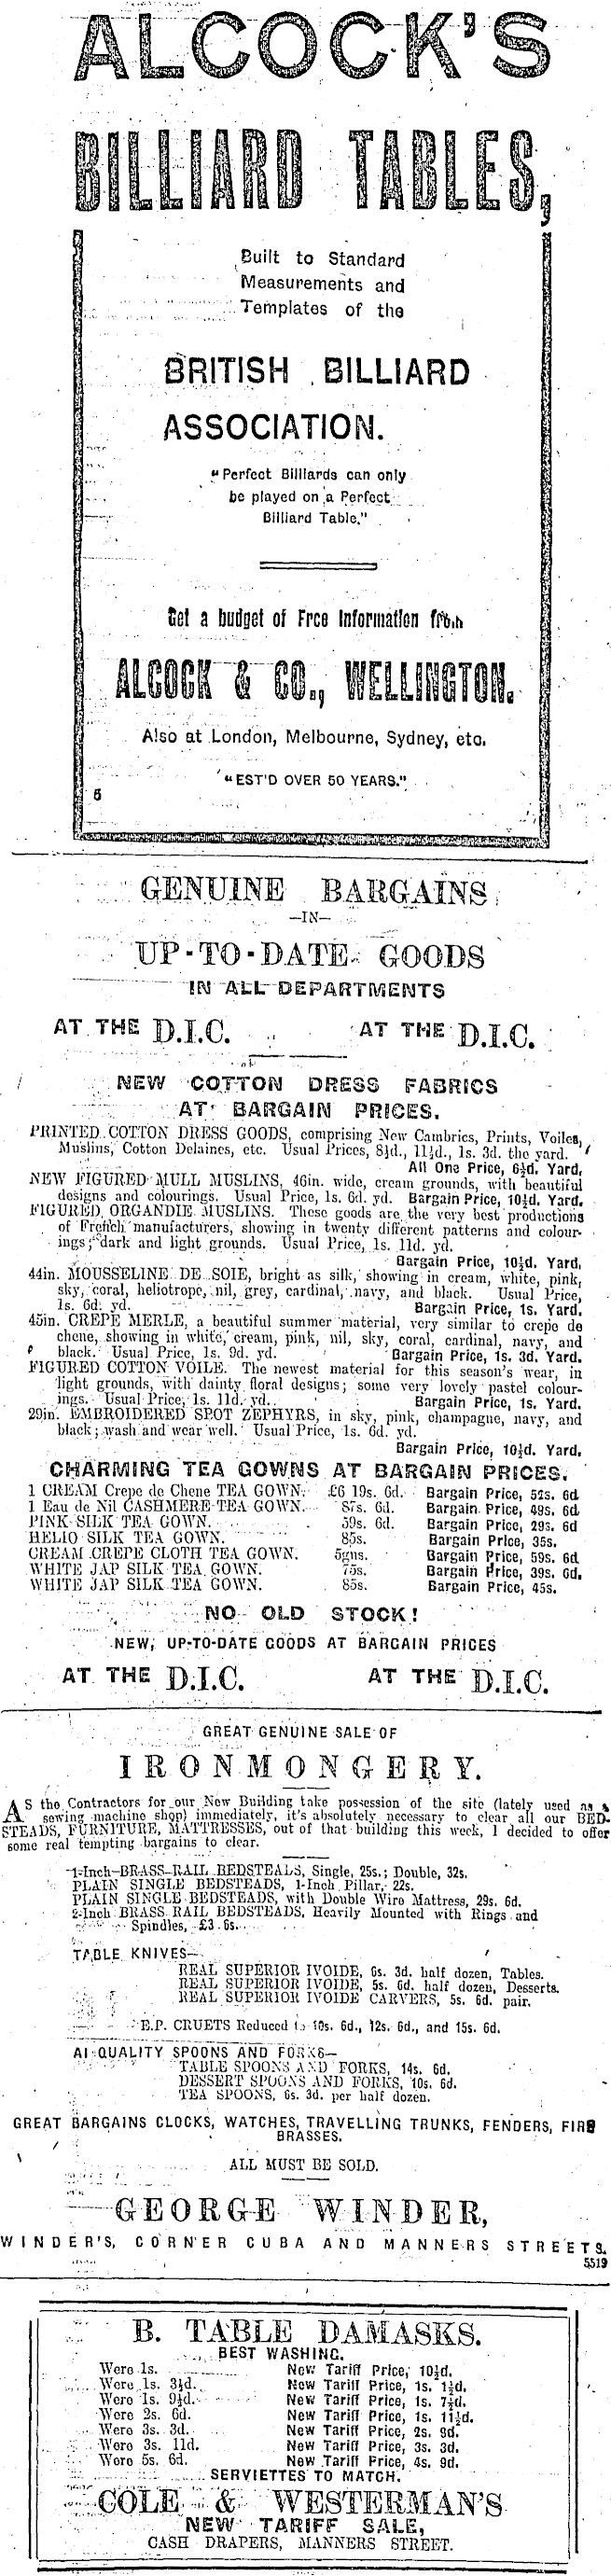 ALCOCK'S
BILLIARD TABLES,
Built to Standard
Measurements and
Templates of the
BRITISH BILLIARD
ASSOCIATION.
"Perfect Billiards can only
be played on a Perfect
Billiard Table."
Get a budget of Free Information from
ALCOCK & CO., WELLINGTON.
Also at London, Melbourne, Sydney, etc.
"EST'D OVER 50 YEARS."
5
GENUINE BARGAINS
—IN—
UP-TO-DATE GOODS
IN ALL DEPARTMENTS
AT THE D.I.C. AT THE D.I.C.
NEW COTTON DRESS FABRICS
AT BARGAIN PRICES.
PRINTED COTTON DRESS GOODS, comprising New Cambrics, Prints, Voiles,
Muslins, Cotton Delaines, etc. Usual Prices, 8½d., 11½d., 1s. 3d. the yard.
All One Price, 6½d. Yard.
NEW FIGURED MULL MUSLINS, 46in. wide, cream grounds, with beautiful
designs and colourings. Usual Price, 1s. 6d. yd. Bargain Price, 10½d. Yard.
FIGURED ORGANDIE MUSLINS. These goods are the very best productions
of French manufacturers, showing in twenty different patterns and colour-
ings; dark and light grounds. Usual Price, 1s. 11d. yd.
Bargain Price, 10½d. Yard.
44in. MOUSSELINE DE SOIE, bright as silk, showing in cream, white, pink,
sky, coral, heliotrope, nil, grey, cardinal, navy, and black. Usual Price,
1s. 6d. yd. Bargain Price, 1s. Yard.
45in. CREPE MERLE, a beautiful summer material, very similar to crepe de
chene, showing in white, cream, pink, nil, sky, coral, cardinal, navy, and
black. Usual Price, 1s. 9d. yd. Bargain Price, 1s. 3d. Yard.
FIGURED COTTON VOILE. The newest material for this season's wear, in
light grounds, with dainty floral designs; some very lovely pastel colour-
ings. Usual Price, 1s. 11d. yd. Bargain Price, 1s. Yard.
29in. EMBROIDERED SPOT ZEPHYRS, in sky, pink, champagne, navy, and
black; wash and wear well. Usual Price, 1s. 6d. yd.
Bargain Price, 10½d. Yard.
CHARMING TEA GOWNS AT BARGAIN PRICES.
1 CREAM Crepe de Chene TEA GOWN. £6 19s. 6d. Bargain Price, 52s. 6d
1 Eau de Nil CASHMERE TEA GOWN. 87s. 6d. Bargain Price, 49s. 6d
PINK SILK TEA GOWN. 59s. 6d. Bargain Price, 29s. 6d
HELIO SILK TEA GOWN. 85s. Bargain Price, 35s.
CREAM CREPE CLOTH TEA GOWN. 5gns. Bargain Price, 59s. 6d
WHITE JAP SILK TEA GOWN. 75s. Bargain Price, 39s. 6d.
WHITE JAP SILK TEA GOWN. 85s. Bargain Price, 45s.
NO OLD STOCK!
NEW, UP-TO-DATE GOODS AT BARGAIN PRICES
AT THE D.I.C. AT THE D.I.C.
GREAT GENUINE SALE OF
IRONMONGERY.
AS the Contractors for our New Building take possession of the site (lately used as a
sewing machine shop) immediately, it's absolutely necessary to clear all our BED-
STEADS, FURNITURE, MATTRESSES, out of that building this week, I decided to offer
some real tempting bargains to clear.
1-Inch BRASS RAIL BEDSTEADS, Single, 25s.; Double, 32s.
PLAIN SINGLE BEDSTEADS, 1-Inch Pillar, 22s.
PLAIN SINGLE BEDSTEADS, with Double Wire Mattress, 29s. 6d.
2-Inch BRASS RAIL BEDSTEADS, Heavily Mounted with Rings and
Spindles, £3 6s.
TABLE KNIVES—
REAL SUPERIOR IVOIDE, 6s. 3d. half dozen, Tables.
REAL SUPERIOR IVOIDE, 5s. 6d. half dozen, Desserts.
REAL SUPERIOR IVOIDE CARVERS, 5s. 6d. pair.
E.P. CRUETS Reduced to 10s. 6d., 12s. 6d., and 15s. 6d.
A1 QUALITY SPOONS AND FORKS—
TABLE SPOONS AND FORKS, 14s. 6d.
DESSERT SPOONS AND FORKS, 10s. 6d.
TEA SPOONS, 6s. 3d. per half dozen.
GREAT BARGAINS CLOCKS, WATCHES, TRAVELLING TRUNKS, FENDERS, FIRE
BRASSES.
ALL MUST BE SOLD.
GEORGE WINDER,
WINDER'S, CORNER CUBA AND MANNERS STREETS.
5519
B. TABLE DAMASKS.
BEST WASHING.
Were 1s. New Tariff Price, 10½d.
Were 1s. 3½d. New Tariff Price, 1s. 1½d.
Were 1s. 9½d. New Tariff Price, 1s. 7½d.
Were 2s. 6d. New Tariff Price, 1s. 11½d.
Were 3s. 3d. New Tariff Price, 2s. 9d.
Were 3s. 11d. New Tariff Price, 3s. 3d.
Were 5s. 6d. New Tariff Price, 4s. 9d.
SERVIETTES TO MATCH.
COLE & WESTERMAN'S
NEW TARIFF SALE,
CASH DRAPERS, MANNERS STREET.